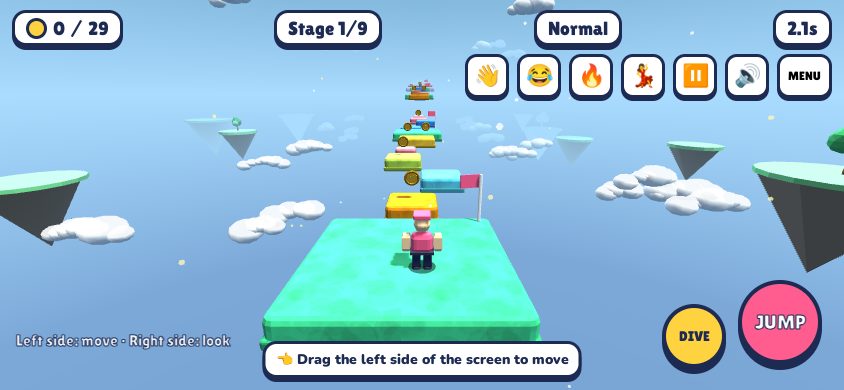 0 / 29
Stage 1/9
Normal
2.1s
MENU
Left side: move · Right side: look
Drag the left side of the screen to move
DIVE
JUMP